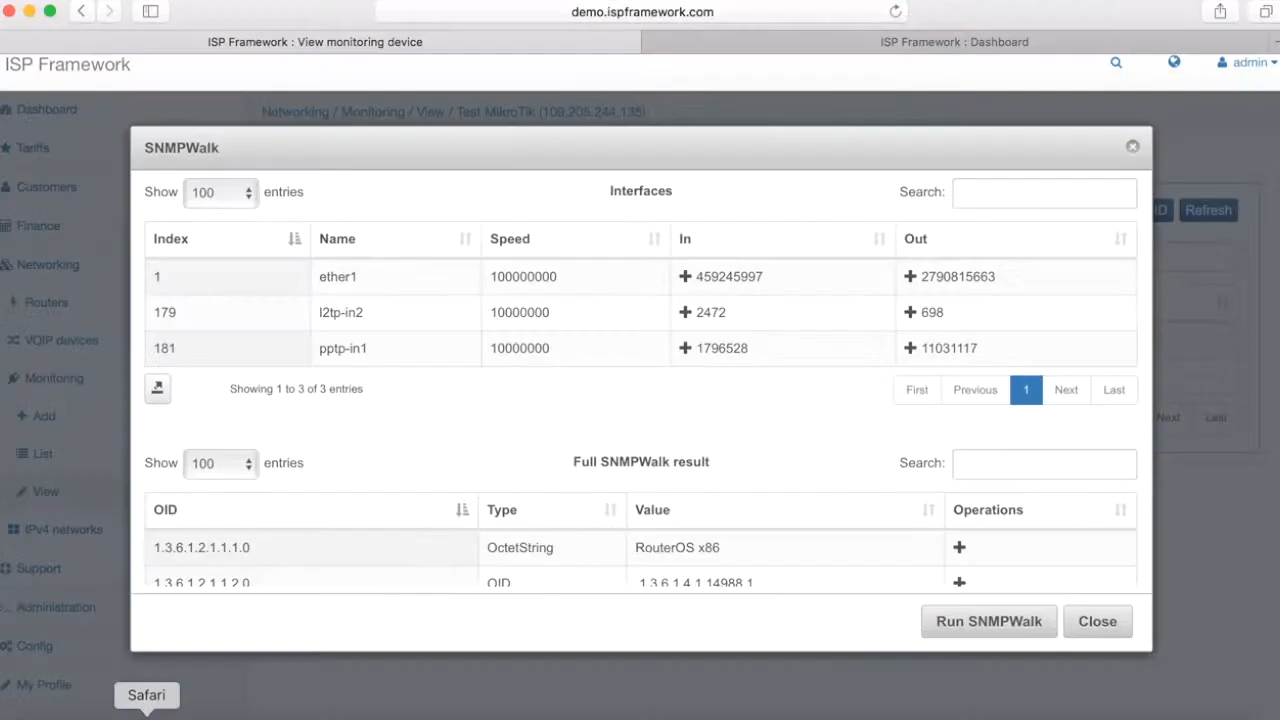 demo.ispframework.com
ISP Framework : View monitoring device
ISP Framework : Dashboard
ISP Framework
admin
Dashboard
Networking / Monitoring / View / Test MikroTik (109.205.244.135)
Tariffs
Customers
Finance
Networking
Routers
VOIP devices
Monitoring
Add
List
View
IPv4 networks
Support
Administration
Config
My Profile
Safari
ID
Refresh
Next
Last
SNMPWalk
Show 100 entries
Interfaces
Search:
Index Name Speed In Out
1 ether1 100000000 459245997 2790815663
179 l2tp-in2 10000000 2472 698
181 pptp-in1 10000000 1796528 11031117
Showing 1 to 3 of 3 entries
First Previous 1 Next Last
Show 100 entries
Full SNMPWalk result
Search:
OID Type Value Operations
1.3.6.1.2.1.1.1.0 OctetString RouterOS x86
1.3.6.1.2.1.1.2.0 OID .1.3.6.1.4.1.14988.1
Run SNMPWalk
Close